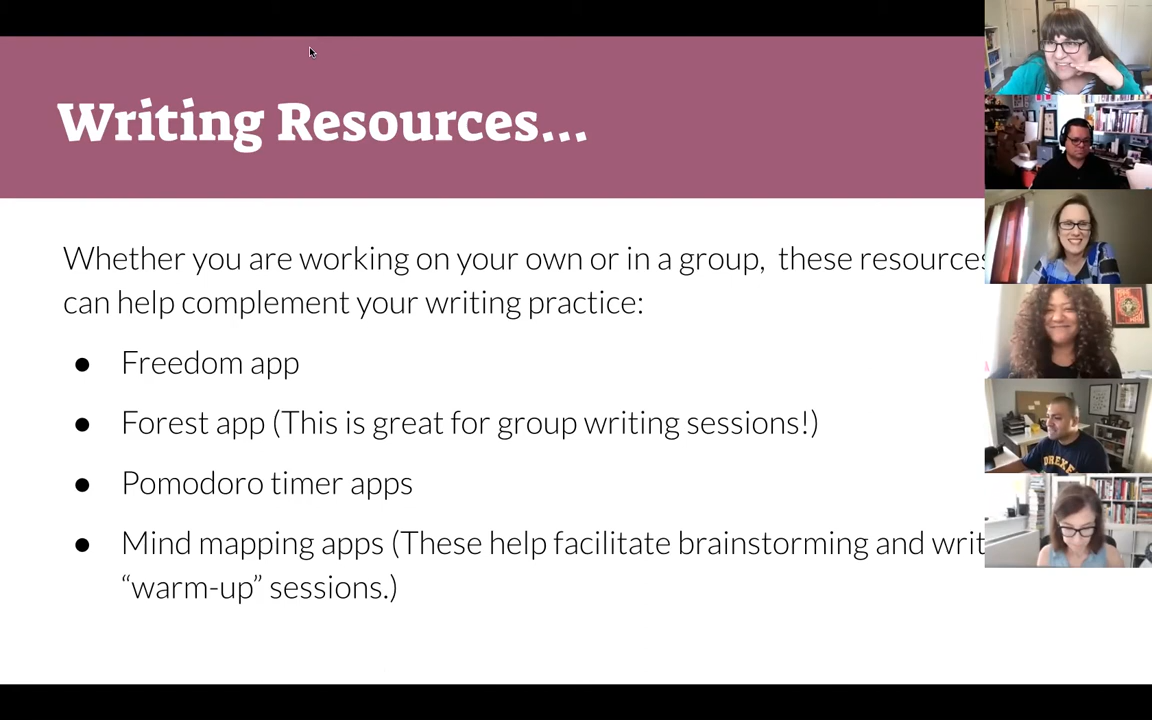 Writing Resources...
Whether you are working on your own or in a group, these resources
can help complement your writing practice:
● Freedom app
● Forest app (This is great for group writing sessions!)
● Pomodoro timer apps
● Mind mapping apps (These help facilitate brainstorming and writ
“warm-up” sessions.)